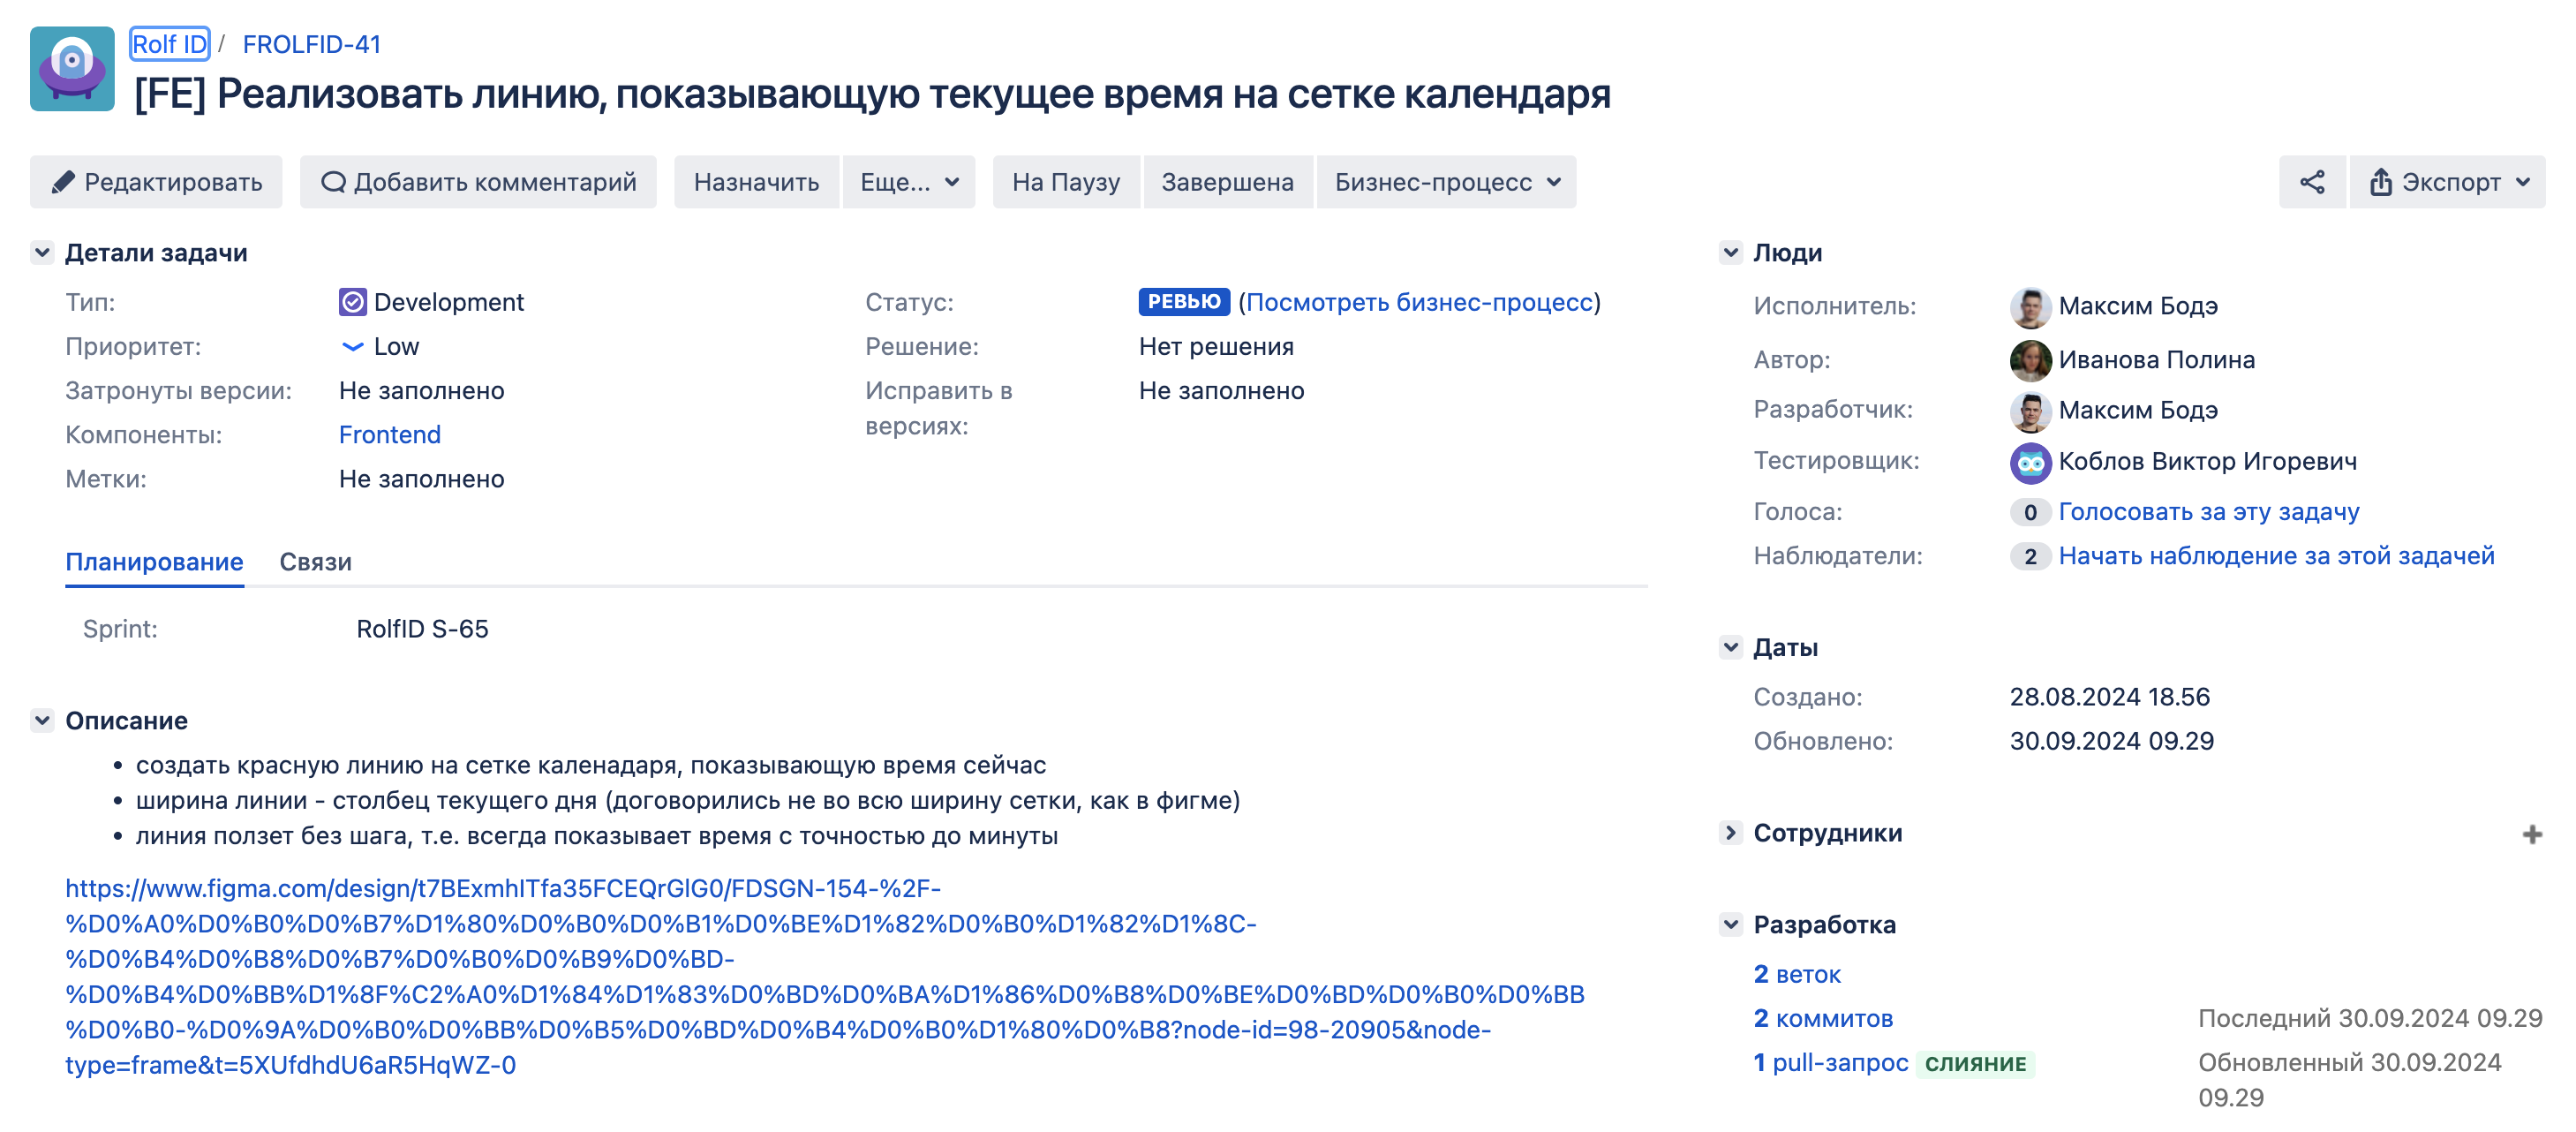 Rolf ID / FROLFID-41
[FE] Реализовать линию, показывающую текущее время на сетке календаря
Редактировать Добавить комментарий Назначить Еще... На Паузу Завершена Бизнес-процесс Экспорт
Детали задачи
Тип: Development
Приоритет: Low
Затронуты версии: Не заполнено
Компоненты: Frontend
Метки: Не заполнено
Статус: РЕВЬЮ (Посмотреть бизнес-процесс)
Решение: Нет решения
Исправить в Не заполнено
версиях:
Планирование Связи
Sprint: RolfID S-65
Описание
• создать красную линию на сетке календаря, показывающую время сейчас
• ширина линии - столбец текущего дня (договорились не во всю ширину сетки, как в фигме)
• линия ползет без шага, т.е. всегда показывает время с точностью до минуты
https://www.figma.com/design/t7BExmhITfa35FCEQrGlG0/FDSGN-154-%2F-
%D0%A0%D0%B0%D0%B7%D1%80%D0%B0%D0%B1%D0%BE%D1%82%D0%B0%D1%82%D1%8C-
%D0%B4%D0%B8%D0%B7%D0%B0%D0%B9%D0%BD-
%D0%B4%D0%BB%D1%8F%C2%A0%D1%84%D1%83%D0%BD%D0%BA%D1%86%D0%B8%D0%BE%D0%BD%D0%B0%D0%BB
%D0%B0-%D0%9A%D0%B0%D0%BB%D0%B5%D0%BD%D0%B4%D0%B0%D1%80%D0%B8?node-id=98-20905&node-
type=frame&t=5XUfdhdU6aR5HqWZ-0
Люди
Исполнитель: Максим Бодэ
Автор: Иванова Полина
Разработчик: Максим Бодэ
Тестировщик: Коблов Виктор Игоревич
Голоса: 0 Голосовать за эту задачу
Наблюдатели: 2 Начать наблюдение за этой задачей
Даты
Создано: 28.08.2024 18.56
Обновлено: 30.09.2024 09.29
Сотрудники
Разработка
2 веток
2 коммитов Последний 30.09.2024 09.29
1 pull-запрос СЛИЯНИЕ Обновленный 30.09.2024
09.29